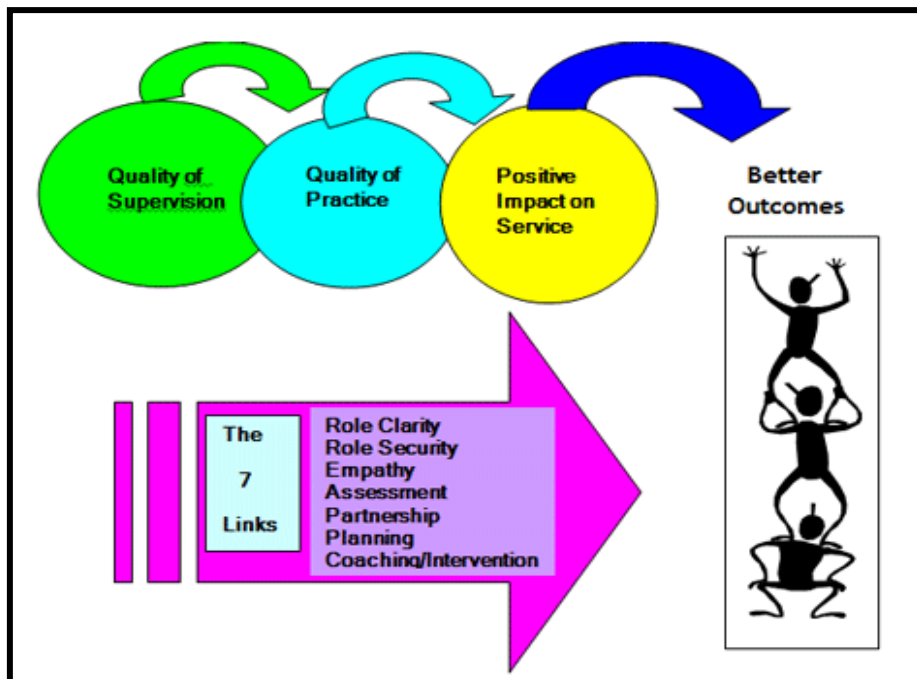 Quality of
Supervision
Quality of
Practice
Positive
Impact on
Service
Better
Outcomes
The
7
Links
Role Clarity
Role Security
Empathy
Assessment
Partnership
Planning
Coaching/Intervention